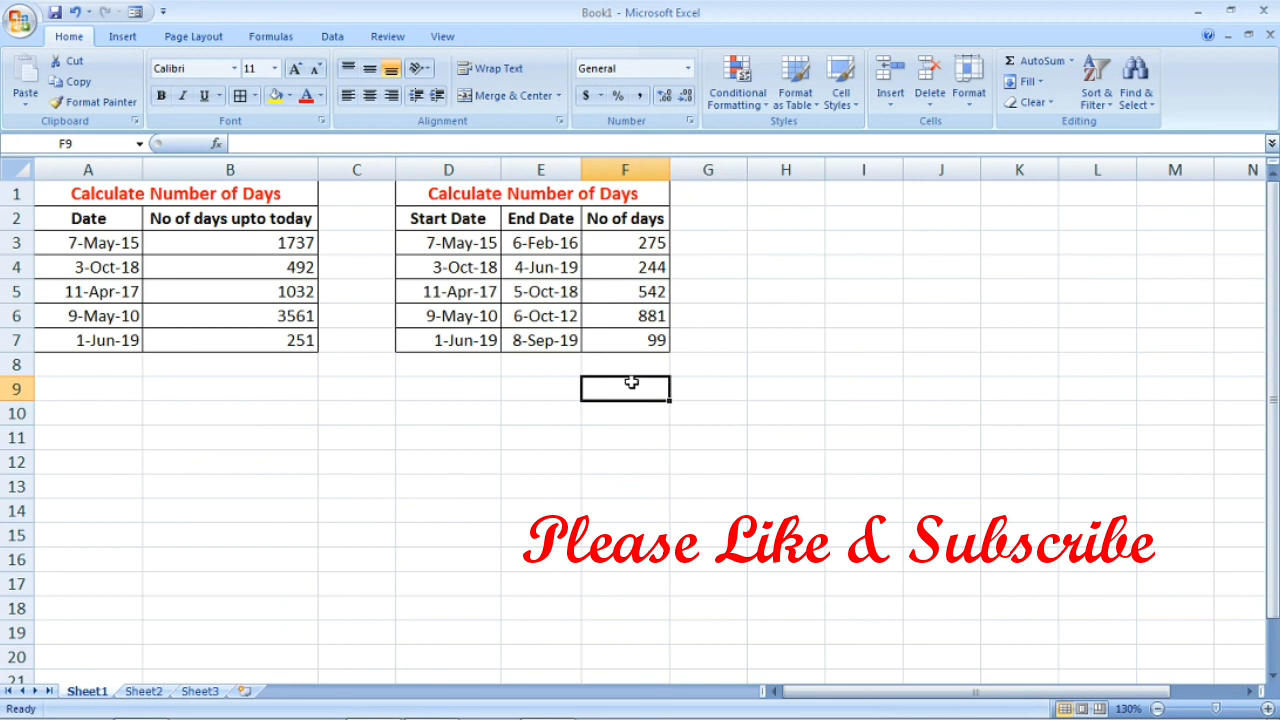 Book1 - Microsoft Excel
Home Insert Page Layout Formulas Data Review View
Paste Cut Calibri 11 A A Wrap Text General Conditional Formatting Format as Table Cell Styles Insert Delete Format Σ AutoSum Sort & Filter Find & Select
Copy Fill
Format Painter B I U A Merge & Center $ % , Clear
Clipboard Font Alignment Number Styles Cells Editing
F9 fx
A B C D E F G H I J K L M N
1 Calculate Number of Days Calculate Number of Days
2 Date No of days upto today Start Date End Date No of days
3 7-May-15 1737 7-May-15 6-Feb-16 275
4 3-Oct-18 492 3-Oct-18 4-Jun-19 244
5 11-Apr-17 1032 11-Apr-17 5-Oct-18 542
6 9-May-10 3561 9-May-10 6-Oct-12 881
7 1-Jun-19 251 1-Jun-19 8-Sep-19 99
8
9
10
11
12
13
14
15 Please Like & Subscribe
16
17
18
19
20
21
Sheet1 Sheet2 Sheet3
Ready 130%